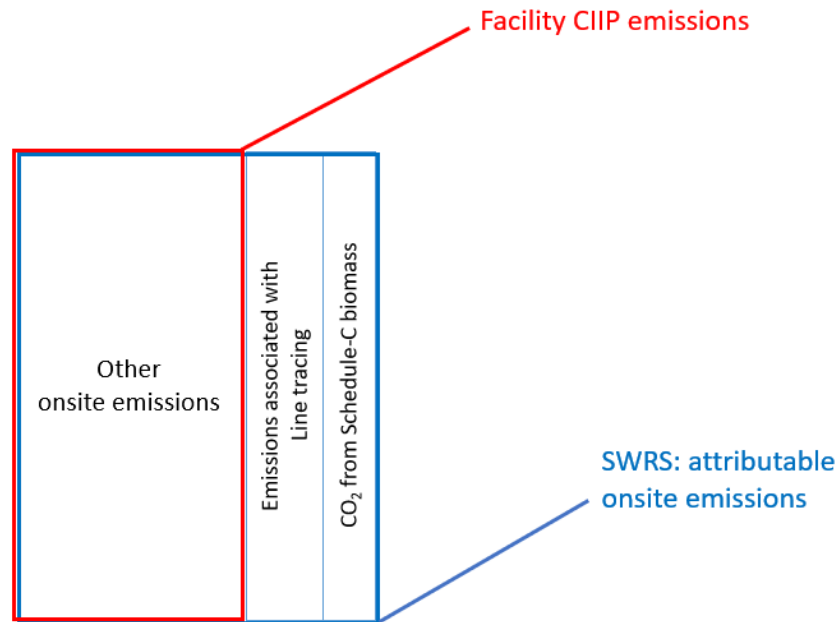 Facility CIIP emissions
Other
onsite emissions
Emissions associated with
Line tracing
CO₂ from Schedule-C biomass
SWRS: attributable
onsite emissions